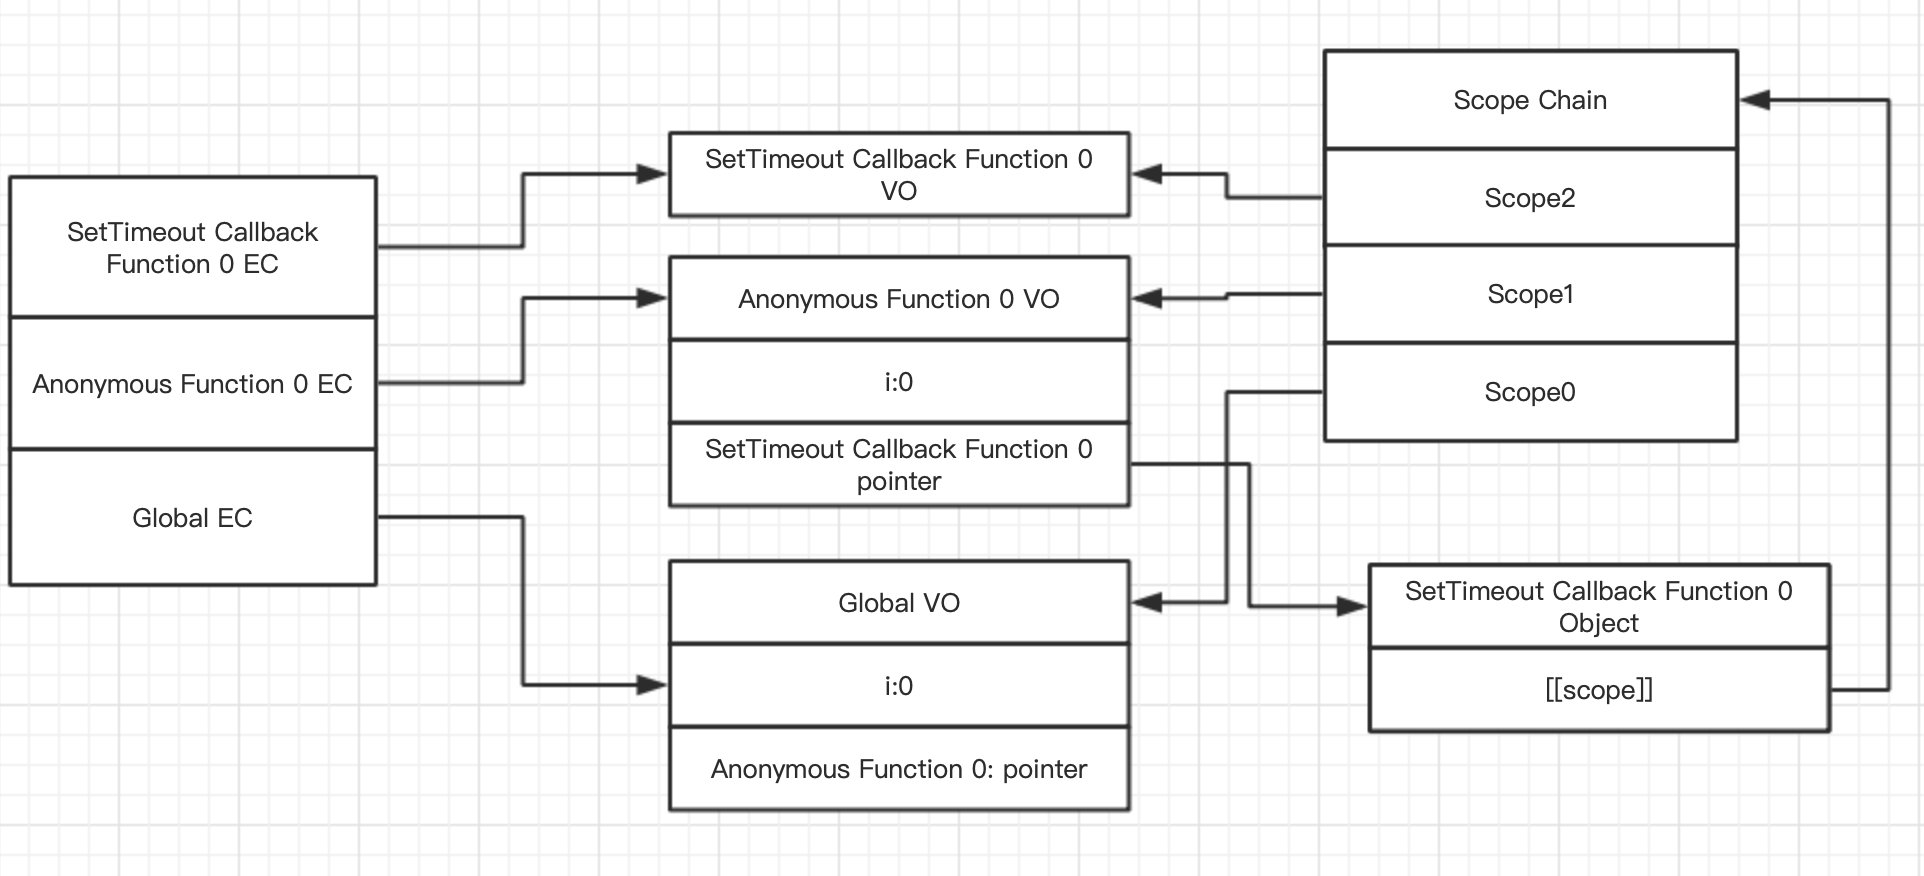 SetTimeout Callback
Function 0 EC
Anonymous Function 0 EC
Global EC
SetTimeout Callback Function 0
VO
Anonymous Function 0 VO
i:0
SetTimeout Callback Function 0
pointer
Global VO
i:0
Anonymous Function 0: pointer
Scope Chain
Scope2
Scope1
Scope0
SetTimeout Callback Function 0
Object
[[scope]]